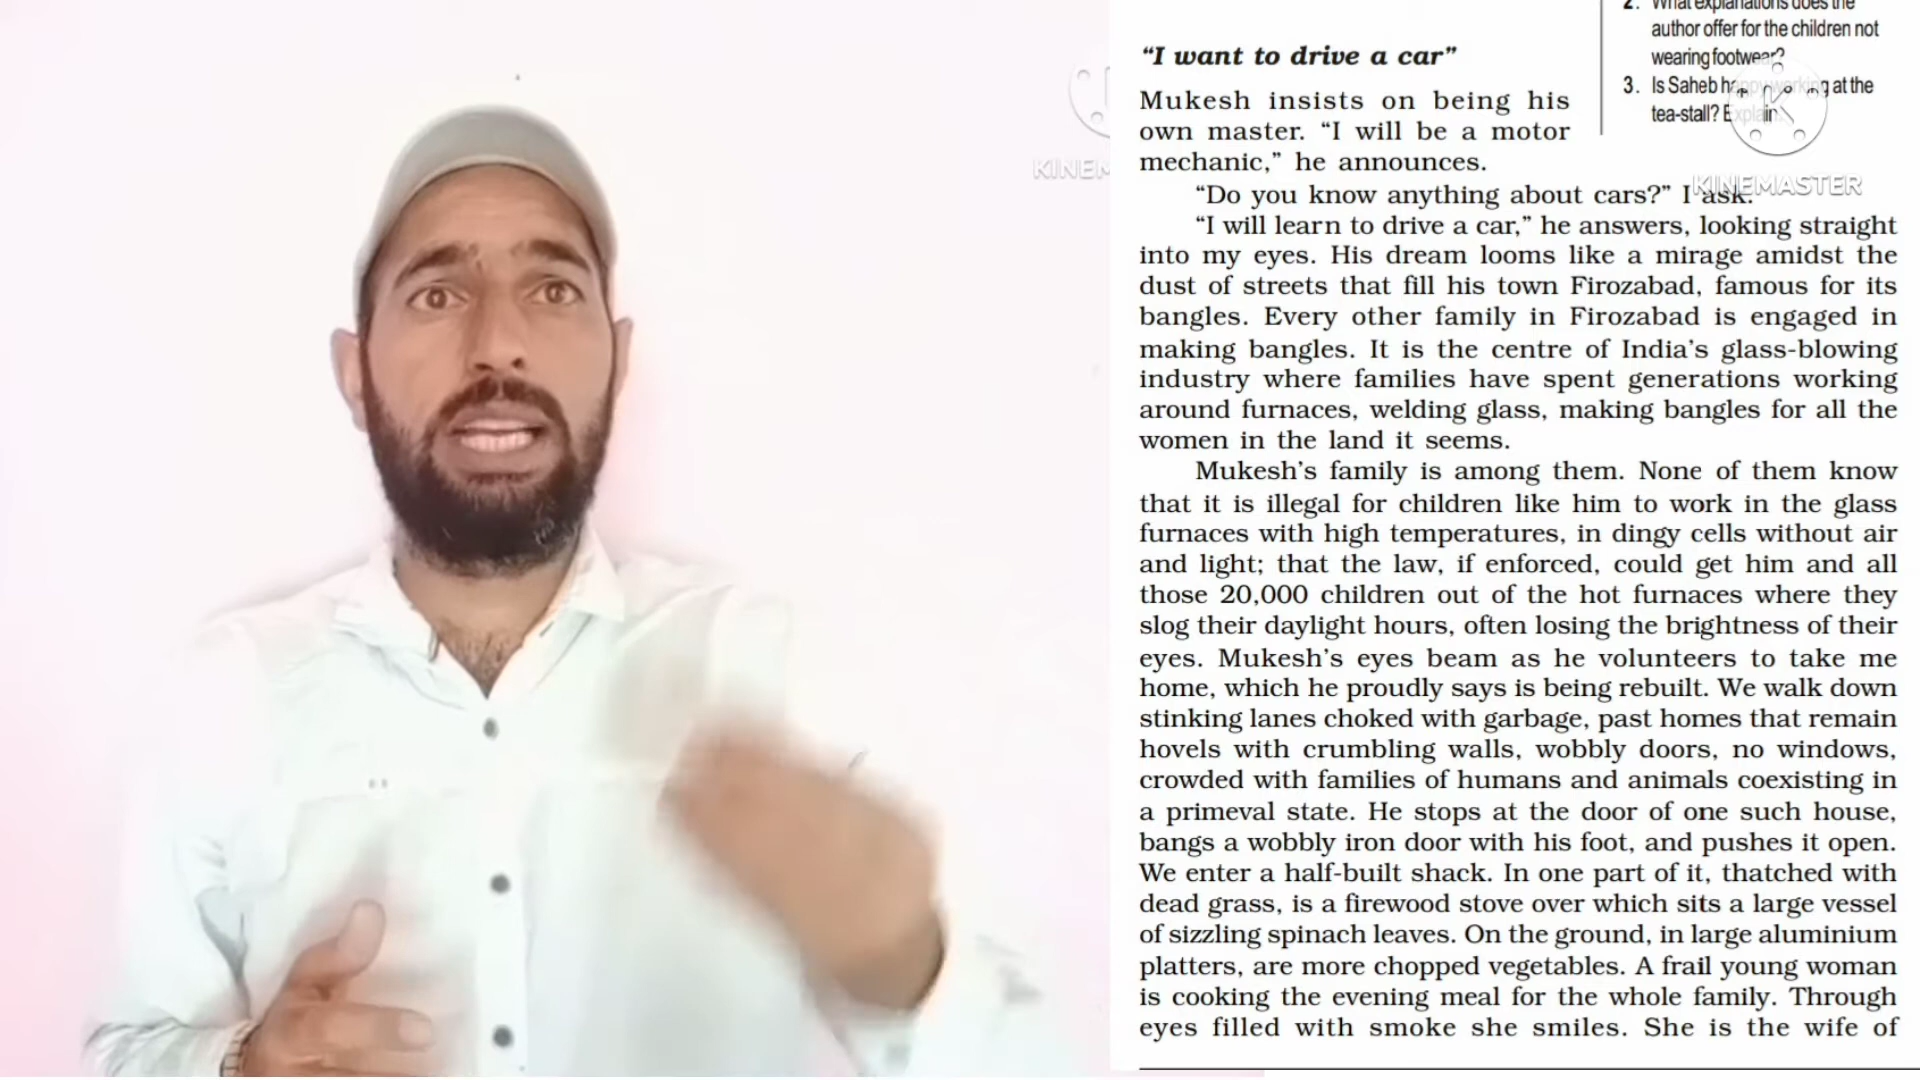 2. What explanations does the
author offer for the children not
wearing footwear?
3. Is Saheb happy working at the
tea-stall? Explain.
“I want to drive a car”
Mukesh insists on being his
own master. “I will be a motor
mechanic,” he announces.
“Do you know anything about cars?” I ask.
“I will learn to drive a car,” he answers, looking straight
into my eyes. His dream looms like a mirage amidst the
dust of streets that fill his town Firozabad, famous for its
bangles. Every other family in Firozabad is engaged in
making bangles. It is the centre of India’s glass-blowing
industry where families have spent generations working
around furnaces, welding glass, making bangles for all the
women in the land it seems.
Mukesh’s family is among them. None of them know
that it is illegal for children like him to work in the glass
furnaces with high temperatures, in dingy cells without air
and light; that the law, if enforced, could get him and all
those 20,000 children out of the hot furnaces where they
slog their daylight hours, often losing the brightness of their
eyes. Mukesh’s eyes beam as he volunteers to take me
home, which he proudly says is being rebuilt. We walk down
stinking lanes choked with garbage, past homes that remain
hovels with crumbling walls, wobbly doors, no windows,
crowded with families of humans and animals coexisting in
a primeval state. He stops at the door of one such house,
bangs a wobbly iron door with his foot, and pushes it open.
We enter a half-built shack. In one part of it, thatched with
dead grass, is a firewood stove over which sits a large vessel
of sizzling spinach leaves. On the ground, in large aluminium
platters, are more chopped vegetables. A frail young woman
is cooking the evening meal for the whole family. Through
eyes filled with smoke she smiles. She is the wife of
KINEM
K
KINEMASTER